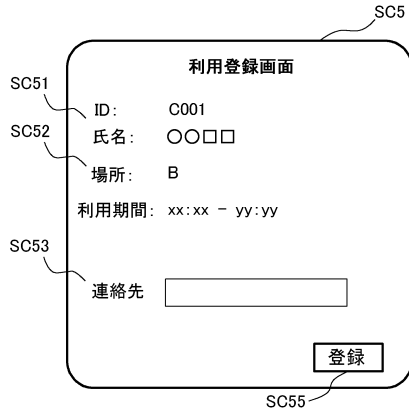 SC5
利用登録画面
SC51
ID: C001
氏名: ○○□□
SC52
場所: B
利用期間: xx:xx - yy:yy
SC53
連絡先
登録
SC55